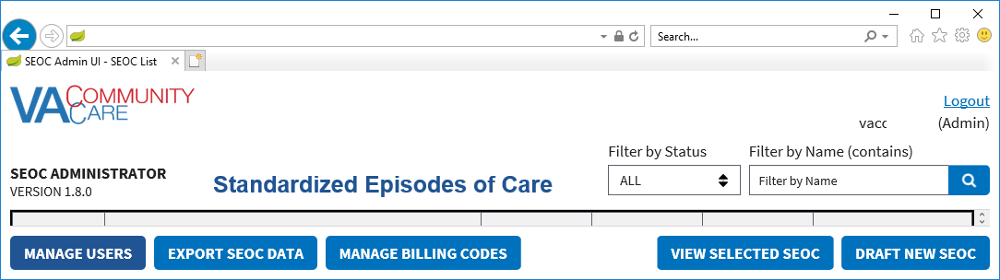 Search...
SEOC Admin UI - SEOC List
VA COMMUNITY CARE
Logout
vacc (Admin)
Filter by Status Filter by Name (contains)
SEOC ADMINISTRATOR
VERSION 1.8.0
Standardized Episodes of Care
ALL Filter by Name
MANAGE USERS EXPORT SEOC DATA MANAGE BILLING CODES VIEW SELECTED SEOC DRAFT NEW SEOC